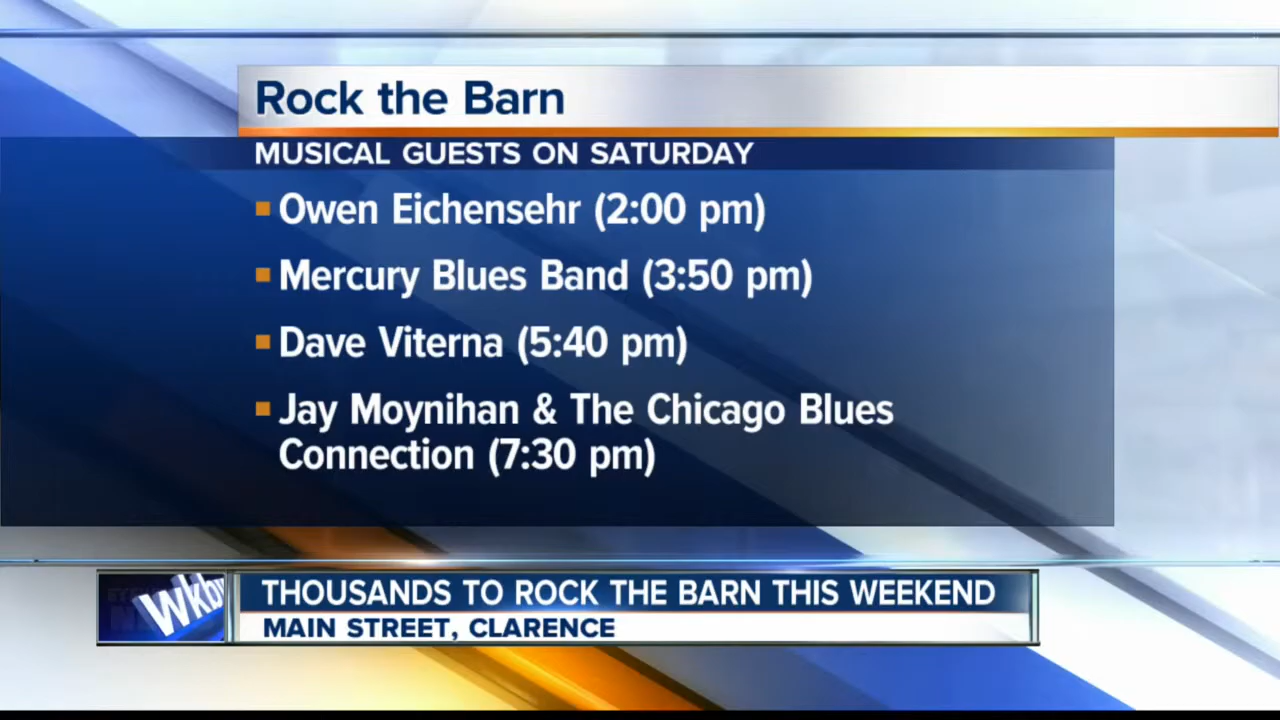 Rock the Barn
MUSICAL GUESTS ON SATURDAY
Owen Eichensehr (2:00 pm)
Mercury Blues Band (3:50 pm)
Dave Viterna (5:40 pm)
Jay Moynihan & The Chicago Blues
Connection (7:30 pm)
THOUSANDS TO ROCK THE BARN THIS WEEKEND
MAIN STREET, CLARENCE